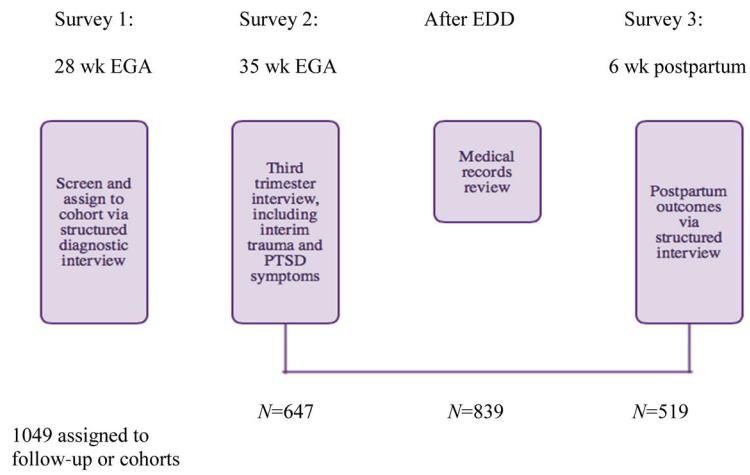 Survey 1:
Survey 2:
After EDD
Survey 3:
28 wk EGA
35 wk EGA
6 wk postpartum
Screen and
assign to
cohort via
structured
diagnostic
interview
Third
trimester
interview,
including
interim
trauma and
PTSD
symptoms
Medical
records
review
Postpartum
outcomes
via
structured
interview
N=647
N=839
N=519
1049 assigned to
follow-up or cohorts